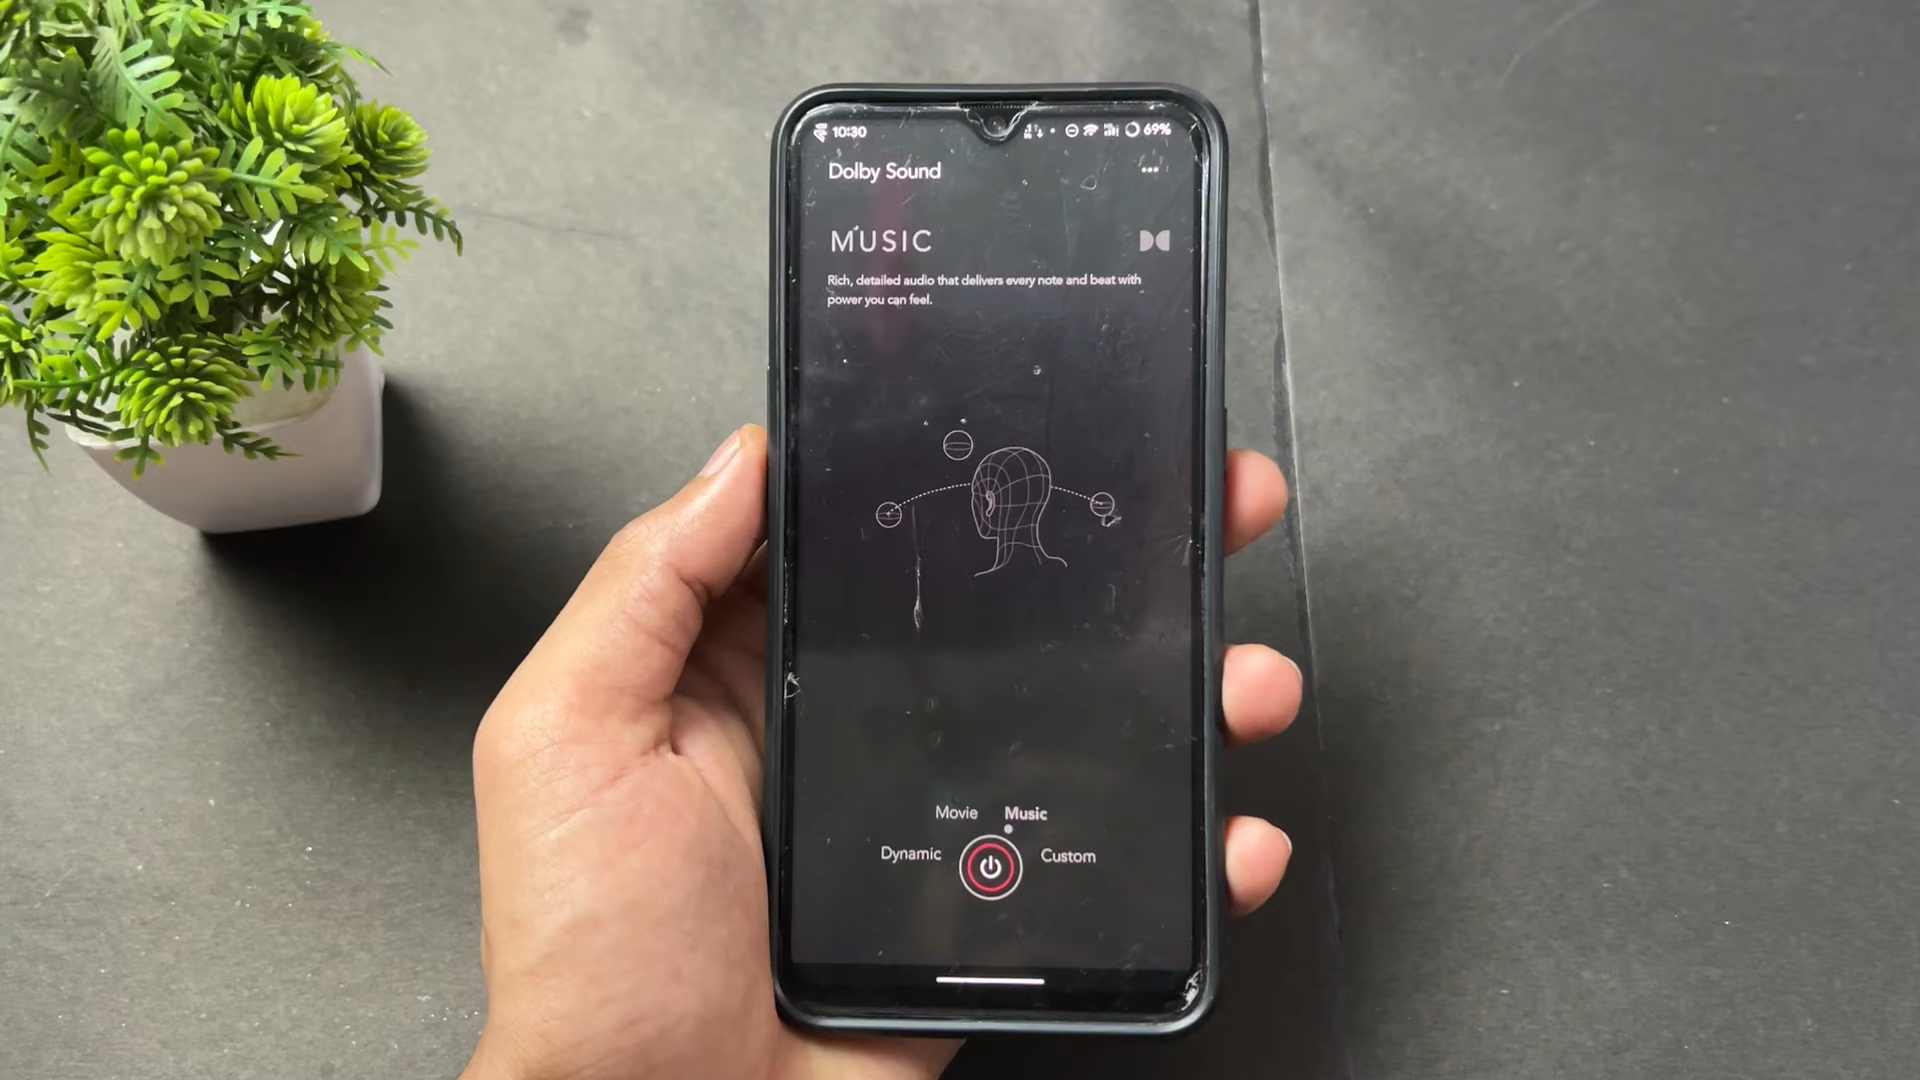 10:30
69%
Dolby Sound
MUSIC
Rich, detailed audio that delivers every note and beat with
power you can feel.
Movie Music
Dynamic Custom